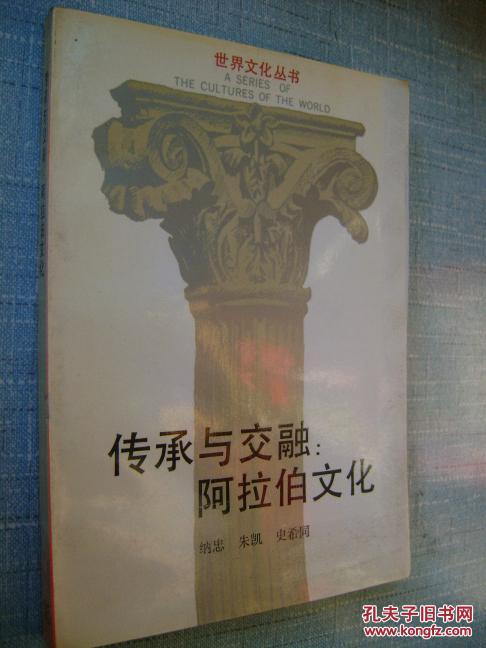 世界文化丛书
A SERIES OF
THE CULTURES OF THE WORLD
传承与交融:
阿拉伯文化
纳忠 朱凯 史希同
孔夫子旧书网
www.kongfz.com